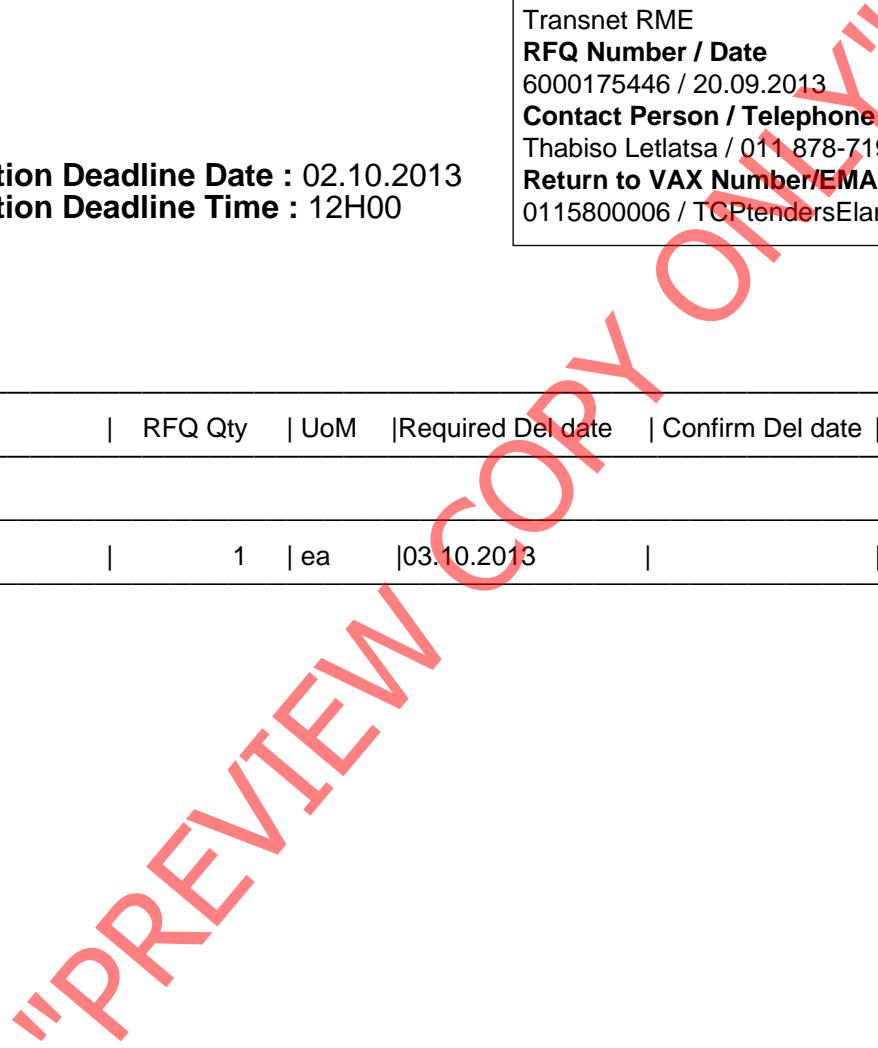 Transnet RME
RFQ Number / Date
6000175446 / 20.09.2013
Contact Person / Telephone
Thabiso Letlatsa / 011 878-719
Return to VAX Number/EMA
0115800006 / TCPtendersElan
tion Deadline Date : 02.10.2013
tion Deadline Time : 12H00
| RFQ Qty | UoM |Required Del date | Confirm Del date |
| 1 | ea |03.10.2013 | |
"PREVIEW COPY ONLY"